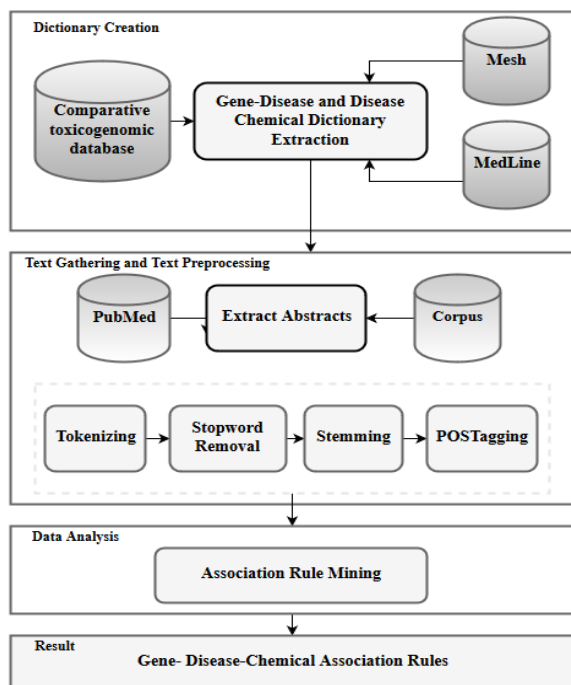 Dictionary Creation
Comparative
toxicogenomic
database
Gene-Disease and Disease
Chemical Dictionary
Extraction
Mesh
MedLine
Text Gathering and Text Preprocessing
PubMed
Extract Abstracts
Corpus
Tokenizing
Stopword
Removal
Stemming
POSTagging
Data Analysis
Association Rule Mining
Result
Gene- Disease-Chemical Association Rules